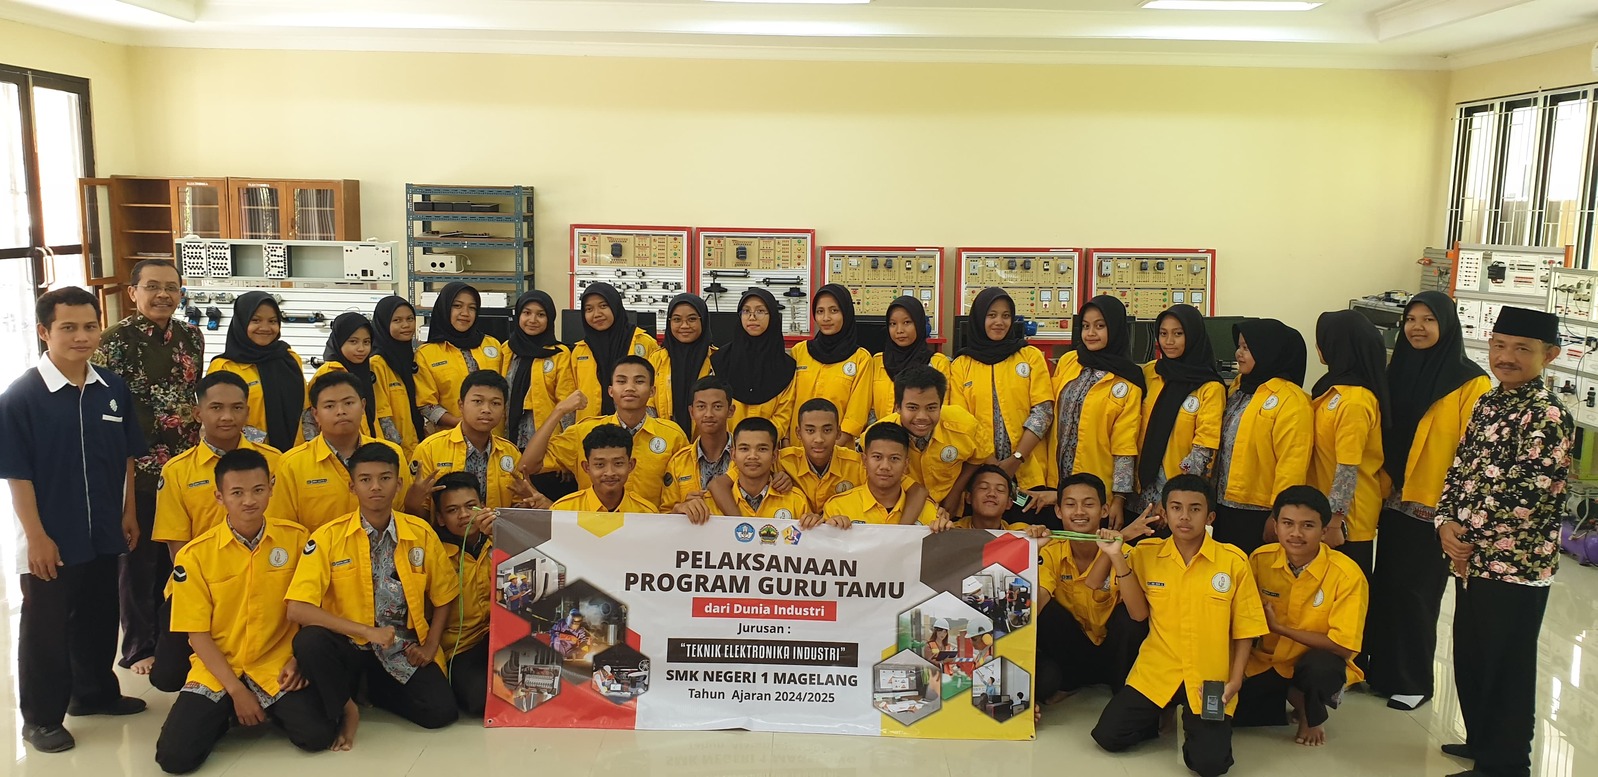 PELAKSANAAN
PROGRAM GURU TAMU
dari Dunia Industri
Jurusan :
"TEKNIK ELEKTRONIKA INDUSTRI"
SMK NEGERI 1 MAGELANG
Tahun Ajaran 2024/2025